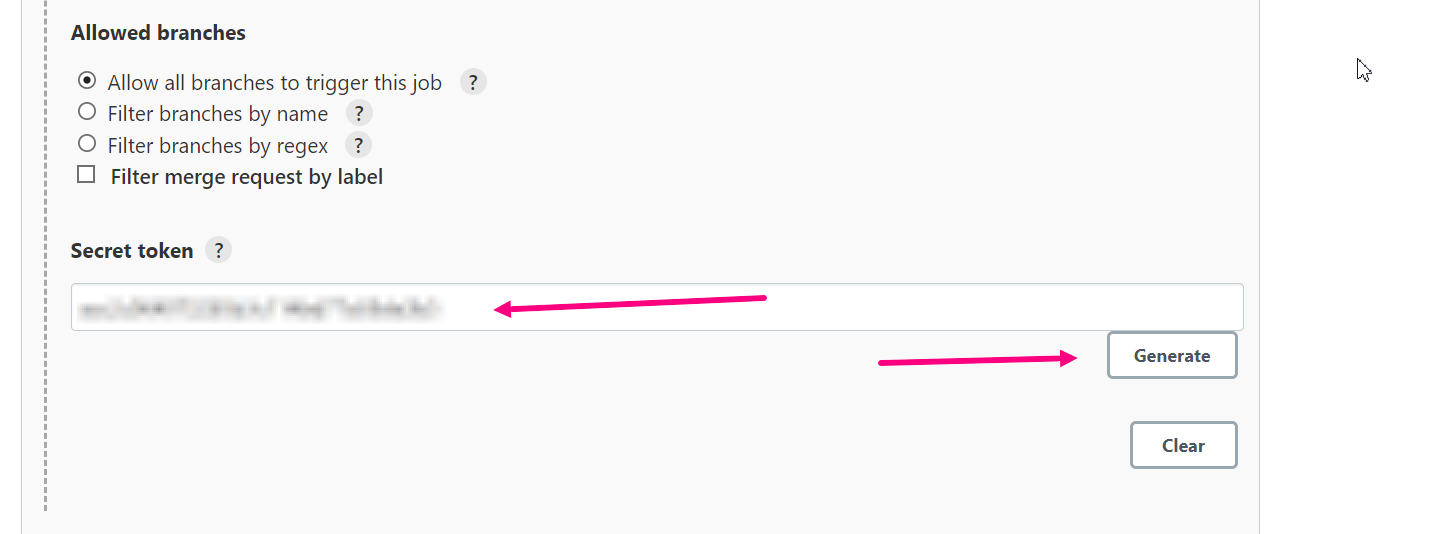 Allowed branches
Allow all branches to trigger this job ?
Filter branches by name ?
Filter branches by regex ?
Filter merge request by label
Secret token ?
Generate
Clear